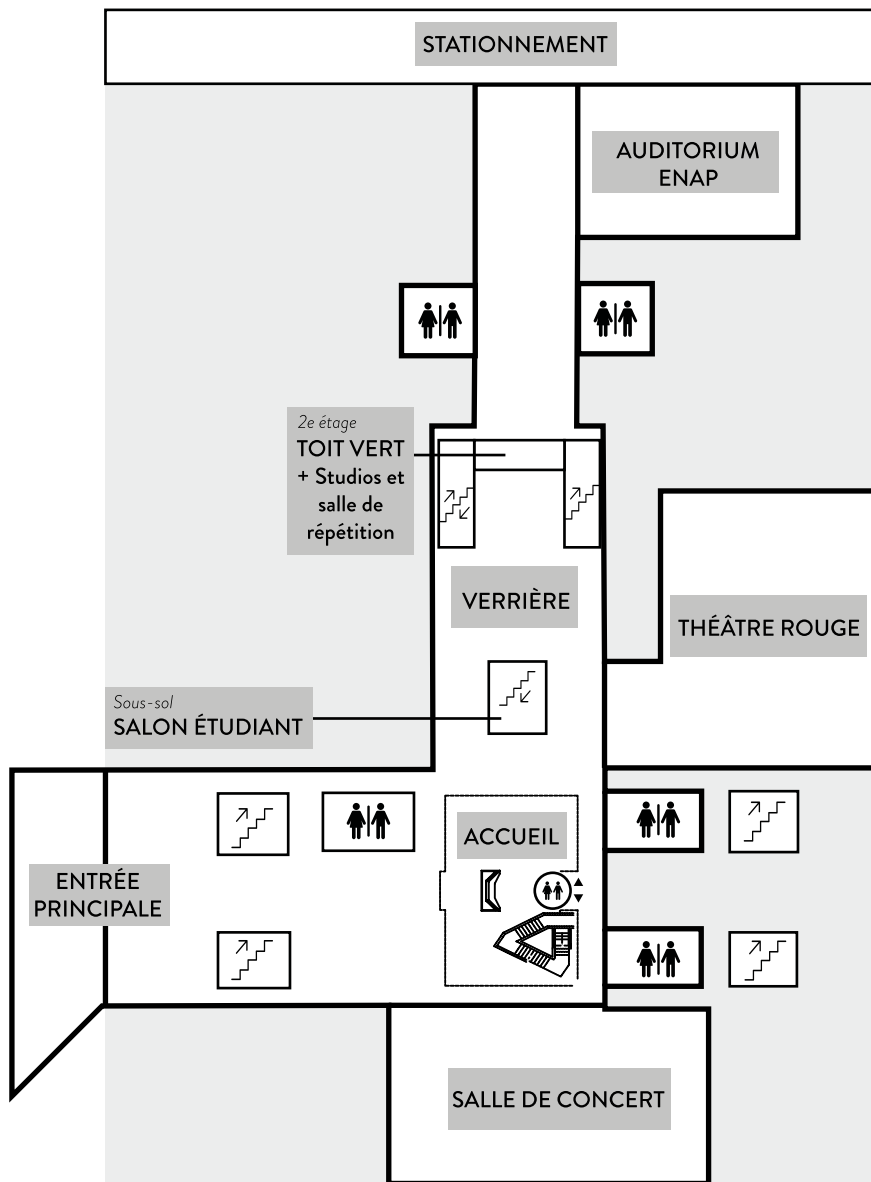 STATIONNEMENT
AUDITORIUM
ENAP
2e étage
TOIT VERT
+ Studios et
salle de
répétition
VERRIÈRE
THÉÂTRE ROUGE
Sous-sol
SALON ÉTUDIANT
ACCUEIL
ENTRÉE
PRINCIPALE
SALLE DE CONCERT